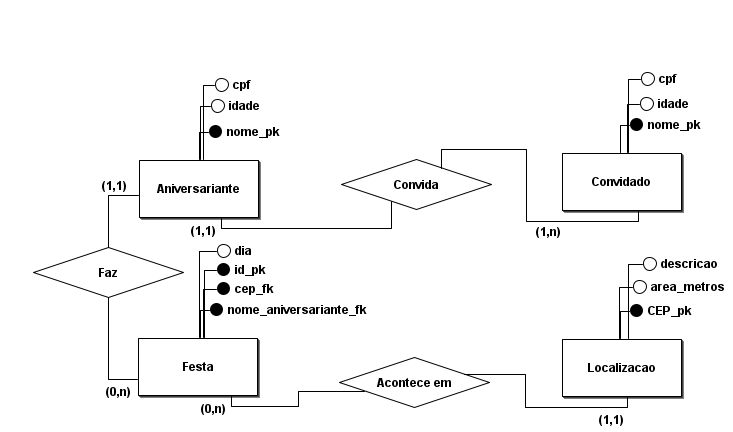 cpf
idade
nome_pk
Aniversariante
(1,1)
(1,1)
Convida
cpf
idade
nome_pk
Convidado
(1,n)
Faz
dia
id_pk
cep_fk
nome_aniversariante_fk
Festa
(0,n)
(0,n)
Acontece em
descricao
area_metros
CEP_pk
Localizacao
(1,1)